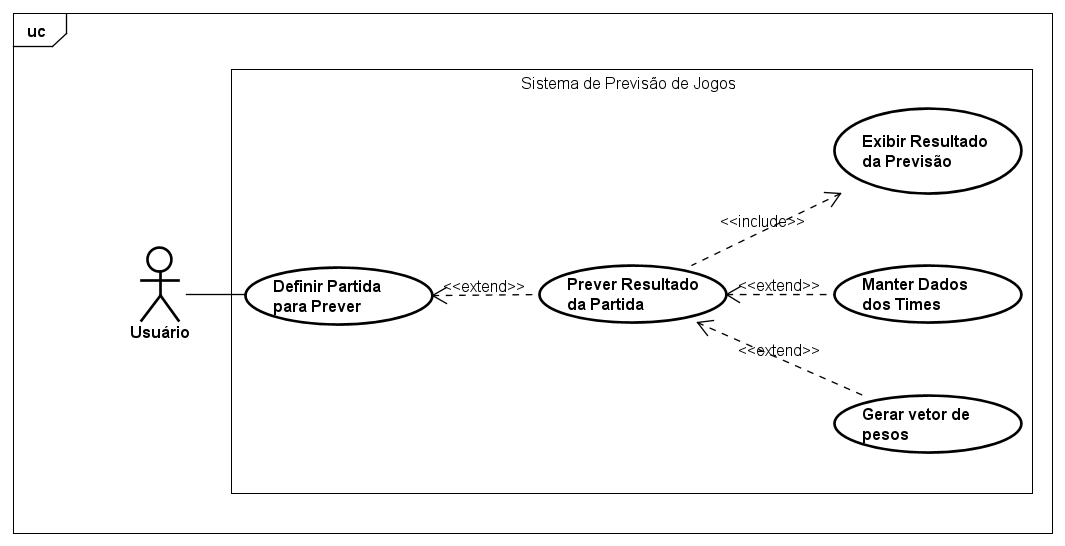 uc
Sistema de Previsão de Jogos
Exibir Resultado
da Previsão
<<include>>
Definir Partida
para Prever
<<extend>>
Prever Resultado
da Partida
<<extend>>
Manter Dados
dos Times
Usuário
<<extend>>
Gerar vetor de
pesos